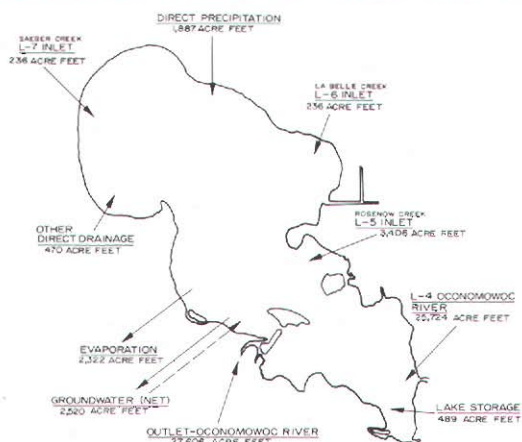 DIRECT PRECIPITATION
1,887 ACRE FEET
SAEGER CREEK
L-7 INLET
236 ACRE FEET
LA BELLE CREEK
L-6 INLET
236 ACRE FEET
ROSENOW CREEK
L-5 INLET
3,406 ACRE FEET
OTHER
DIRECT DRAINAGE
470 ACRE FEET
L-4 OCONOMOWOC
RIVER
25,724 ACRE FEET
EVAPORATION
2,322 ACRE FEET
GROUNDWATER (NET)
2,520 ACRE FEET
LAKE STORAGE
489 ACRE FEET
OUTLET-OCONOMOWOC RIVER
ACRE FEET